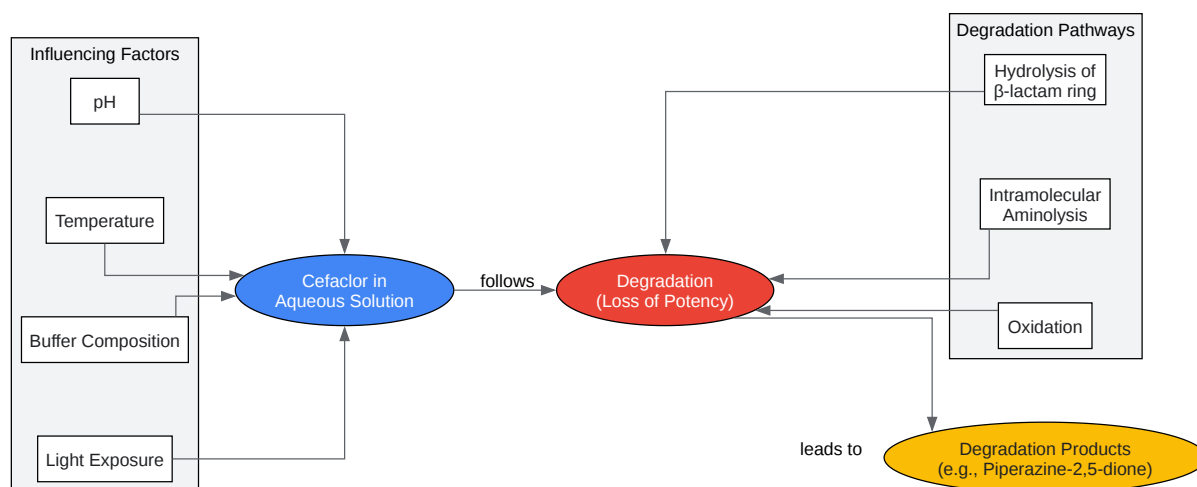 Influencing Factors
pH
Temperature
Buffer Composition
Light Exposure
Cefaclor in
Aqueous Solution
follows
Degradation
(Loss of Potency)
Degradation Pathways
Hydrolysis of
β-lactam ring
Intramolecular
Aminolysis
Oxidation
leads to
Degradation Products
(e.g., Piperazine-2,5-dione)